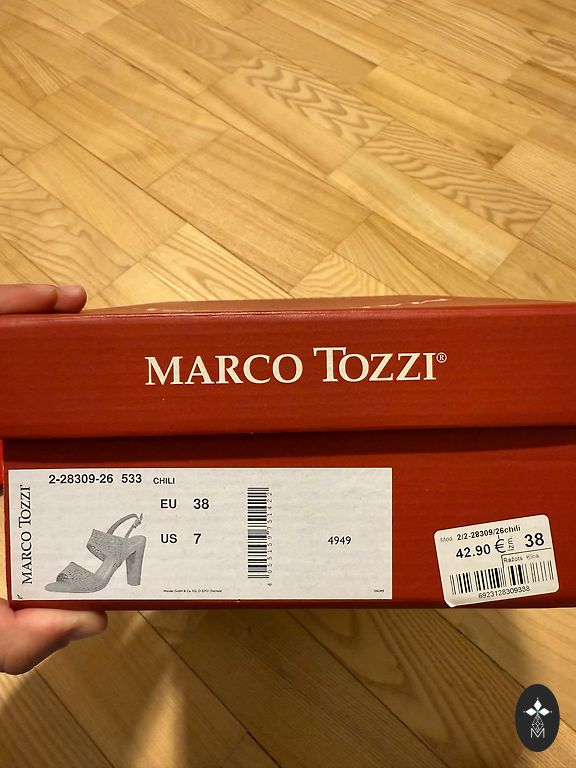 MARCO TOZZI®
MARCO TOZZI
2-28309-26 533 CHILI
EU 38
US 7
4949
Mod. 2/2-28309/26chili
42.90 €
Izm. 38
Ražots Ķīna
6923128309388
M